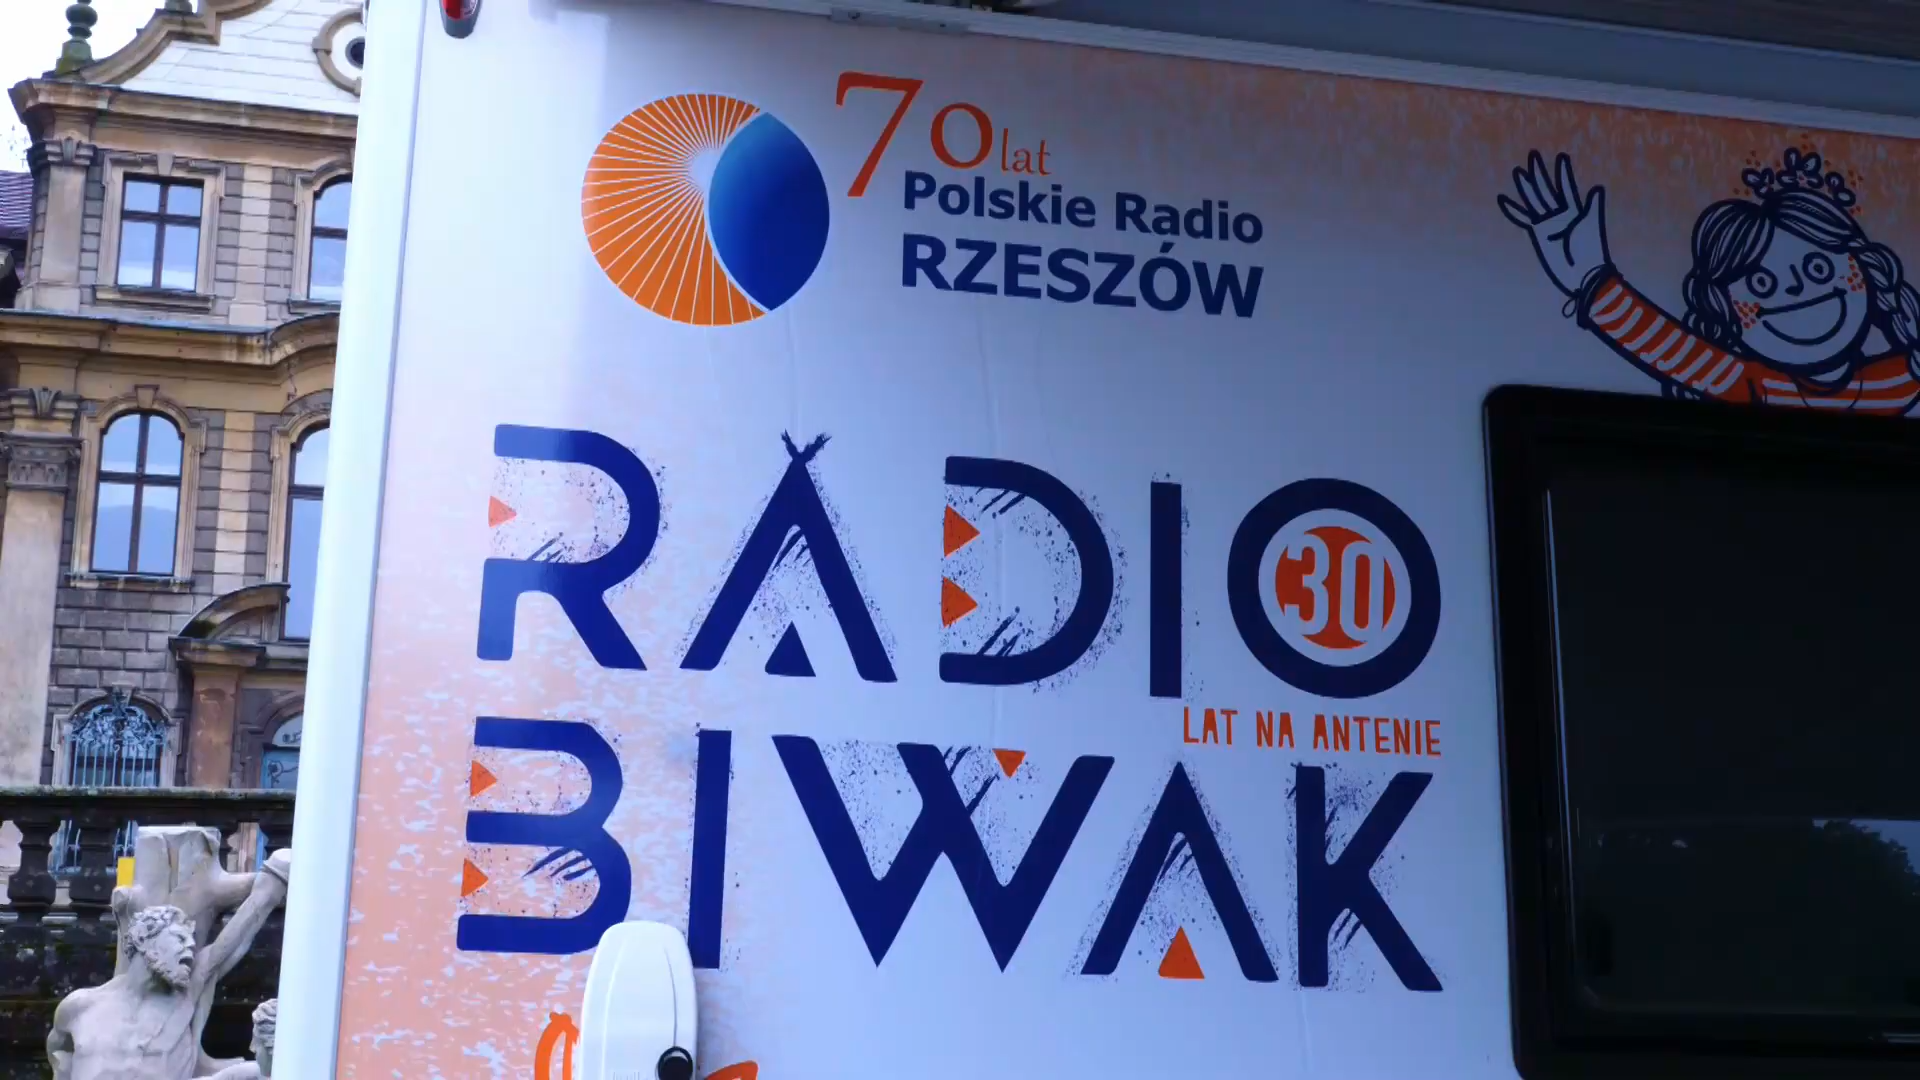 70 lat
Polskie Radio
RZESZÓW
RADIO
30
LAT NA ANTENIE
BIWAK